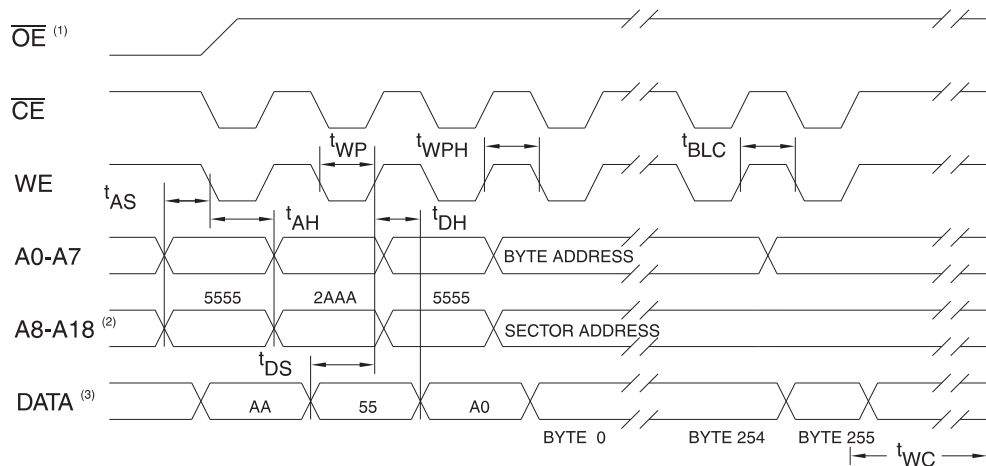 OE (1)
CE
tWP
tWPH
tBLC
WE
tAS
tAH
tDH
A0-A7
BYTE ADDRESS
5555
2AAA
5555
A8-A18 (2)
SECTOR ADDRESS
tDS
DATA (3)
AA
55
A0
BYTE 0
BYTE 254
BYTE 255
tWC